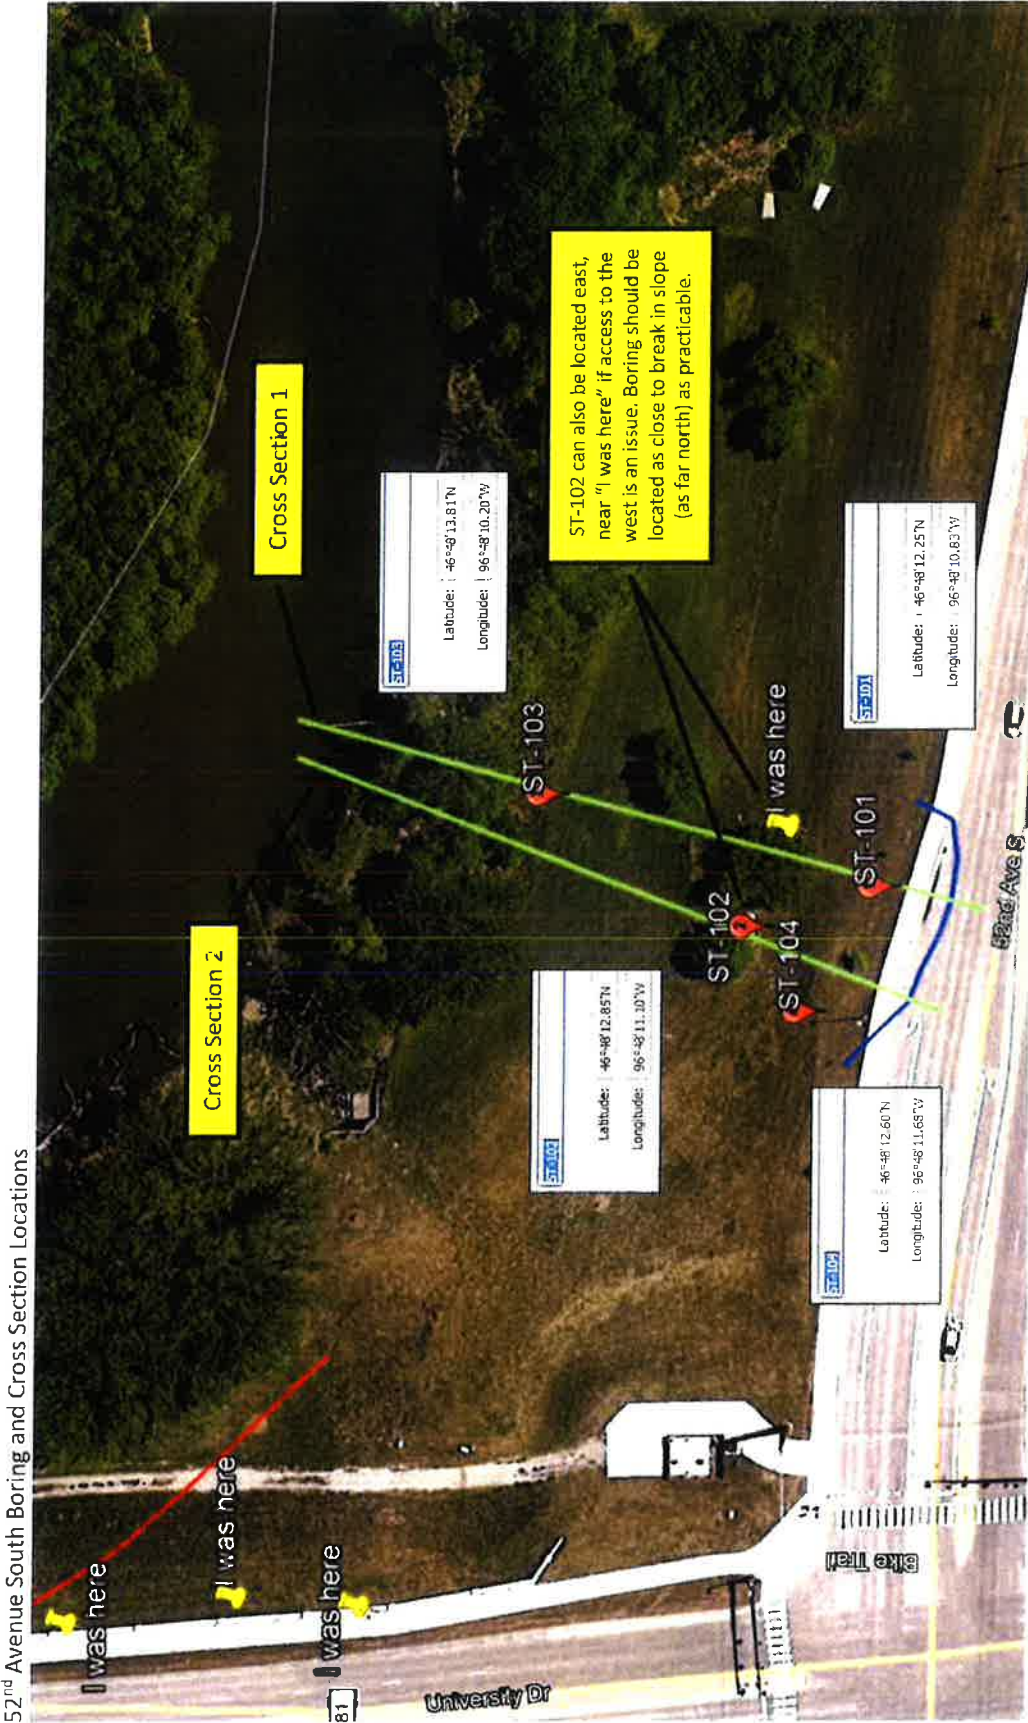 52nd Avenue South Boring and Cross Section Locations
Cross Section 1
Cross Section 2
ST-103
Latitude: 46°48'13.81"N
Longitude: 96°48'10.20"W
ST-102 can also be located east,
near "I was here" if access to the
west is an issue. Boring should be
located as close to break in slope
(as far north) as practicable.
ST-102
Latitude: 46°48'12.85"N
Longitude: 96°48'11.10"W
ST-101
Latitude: 46°48'12.25"N
Longitude: 96°48'10.83"W
ST-104
Latitude: 46°48'12.60"N
Longitude: 96°48'11.63"W
ST-103
ST-102
ST-104
ST-101
I was here
I was here
I was here
I was here
81
University Dr
Bike Trail
52nd Ave S